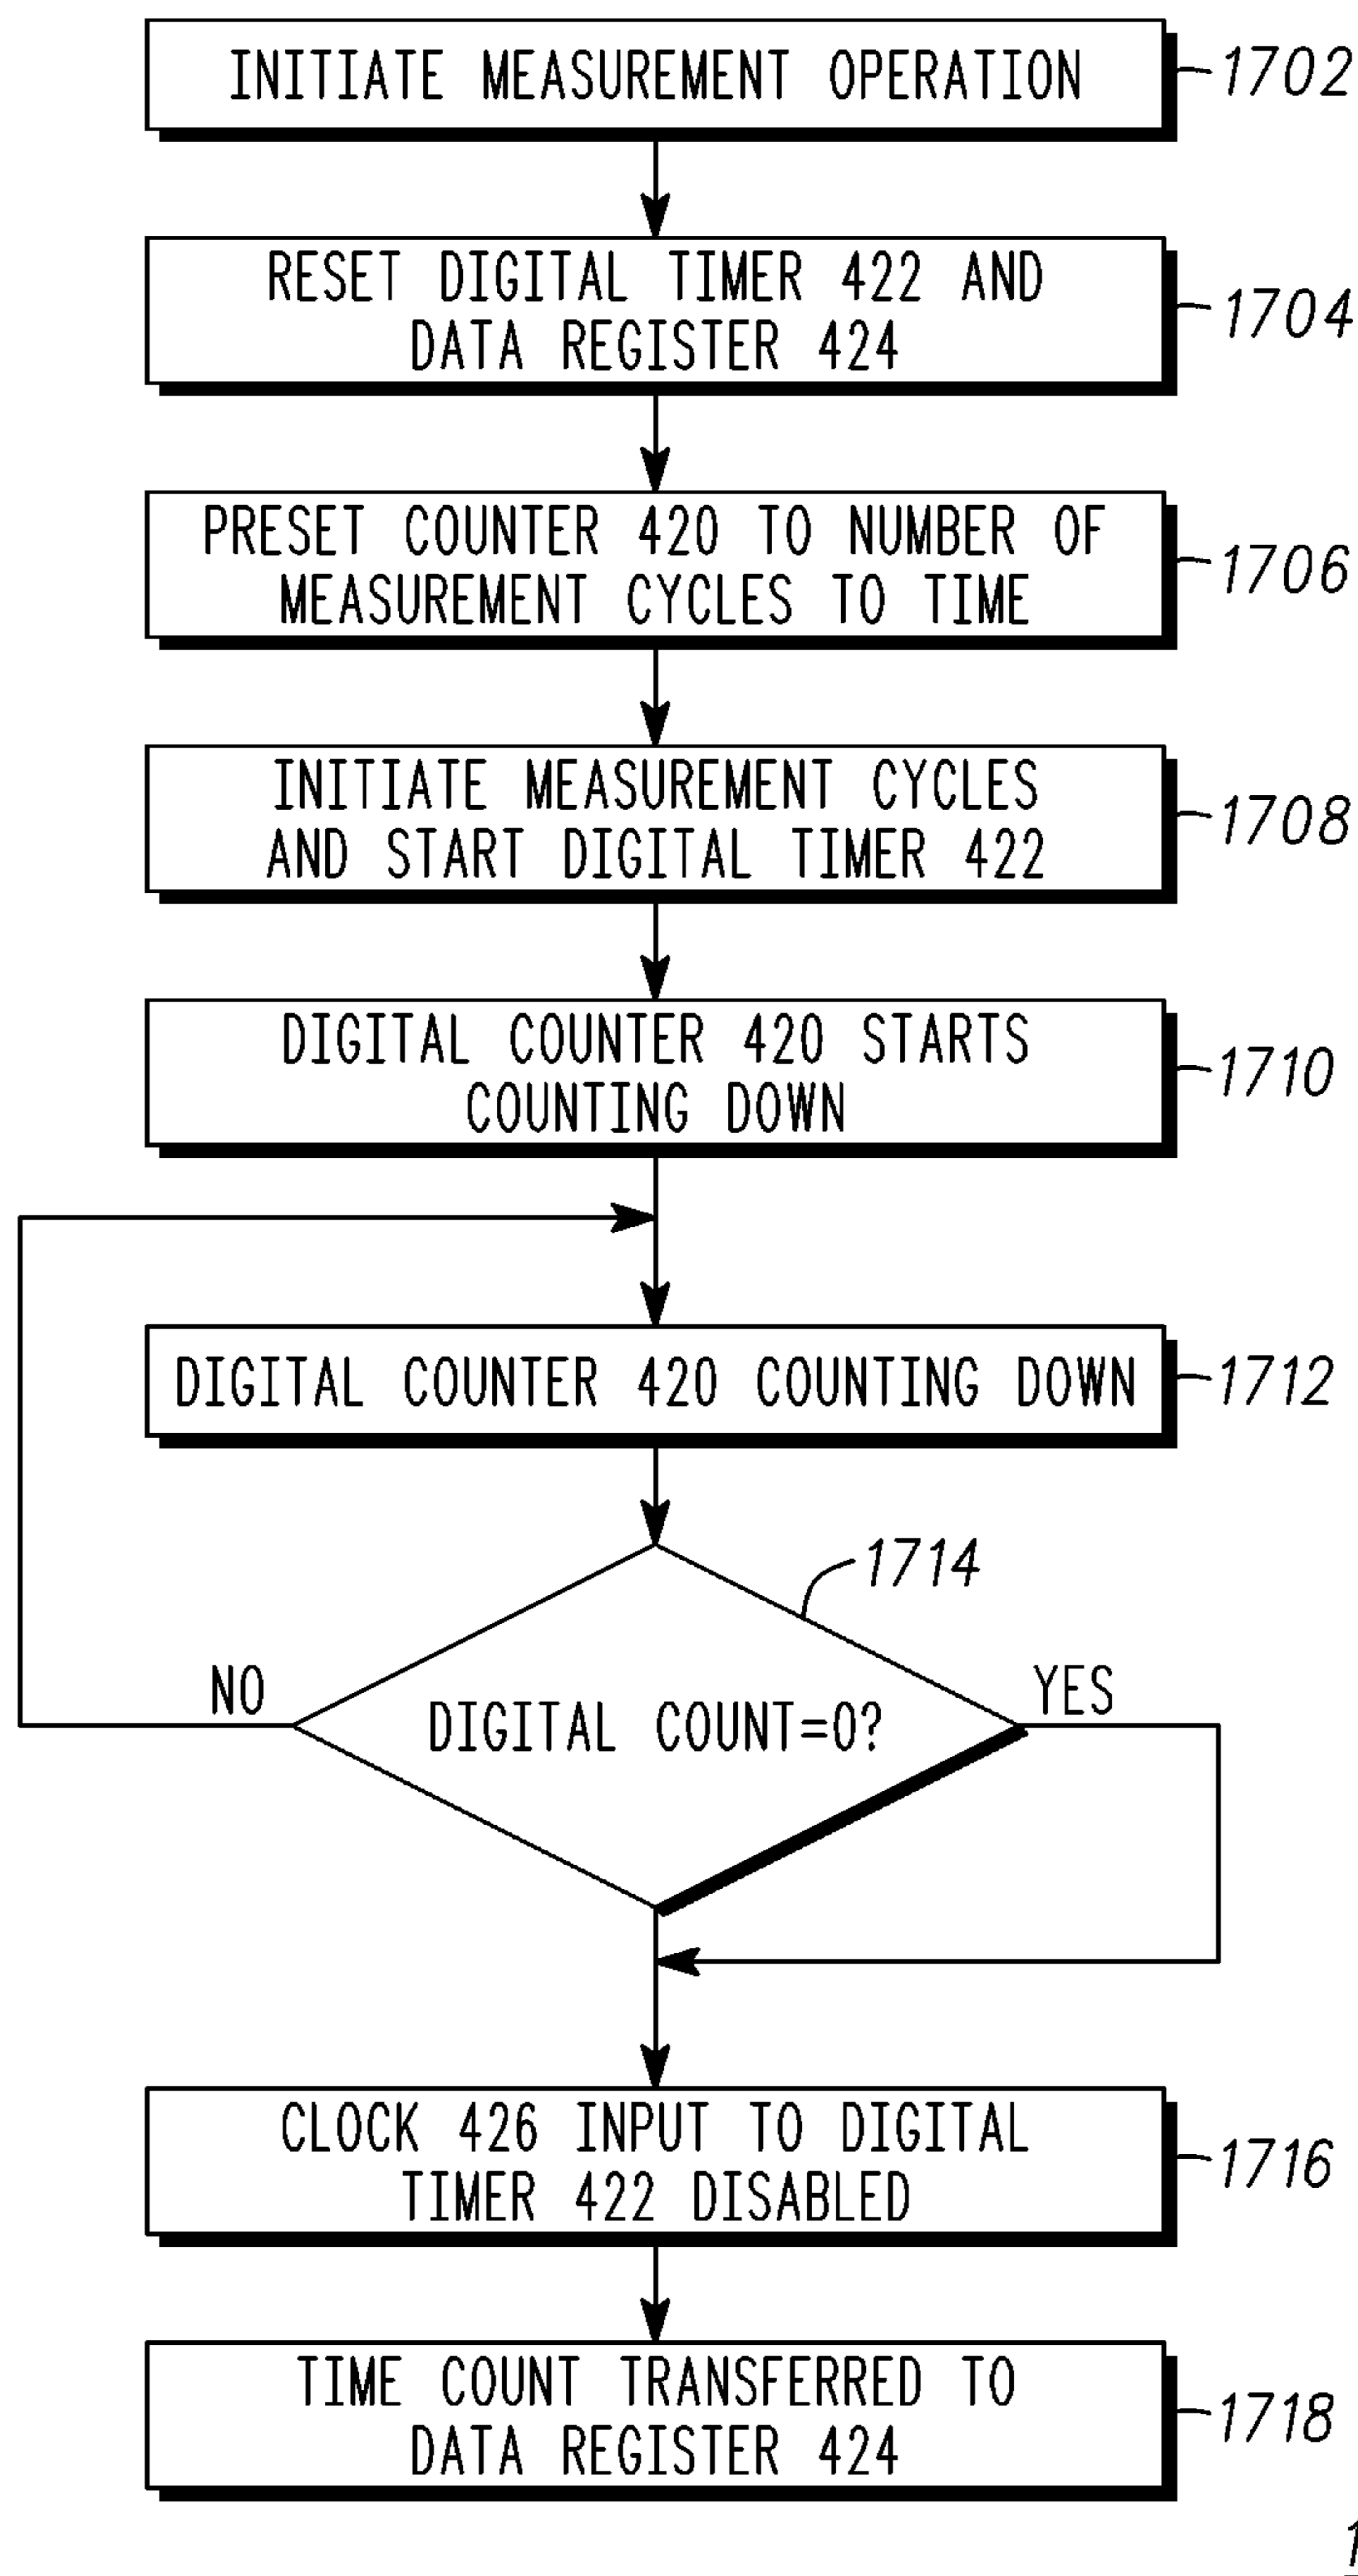 INITIATE MEASUREMENT OPERATION
1702
RESET DIGITAL TIMER 422 AND
DATA REGISTER 424
1704
PRESET COUNTER 420 TO NUMBER OF
MEASUREMENT CYCLES TO TIME
1706
INITIATE MEASUREMENT CYCLES
AND START DIGITAL TIMER 422
1708
DIGITAL COUNTER 420 STARTS
COUNTING DOWN
1710
DIGITAL COUNTER 420 COUNTING DOWN
1712
1714
NO
DIGITAL COUNT=0?
YES
CLOCK 426 INPUT TO DIGITAL
TIMER 422 DISABLED
1716
TIME COUNT TRANSFERRED TO
DATA REGISTER 424
1718